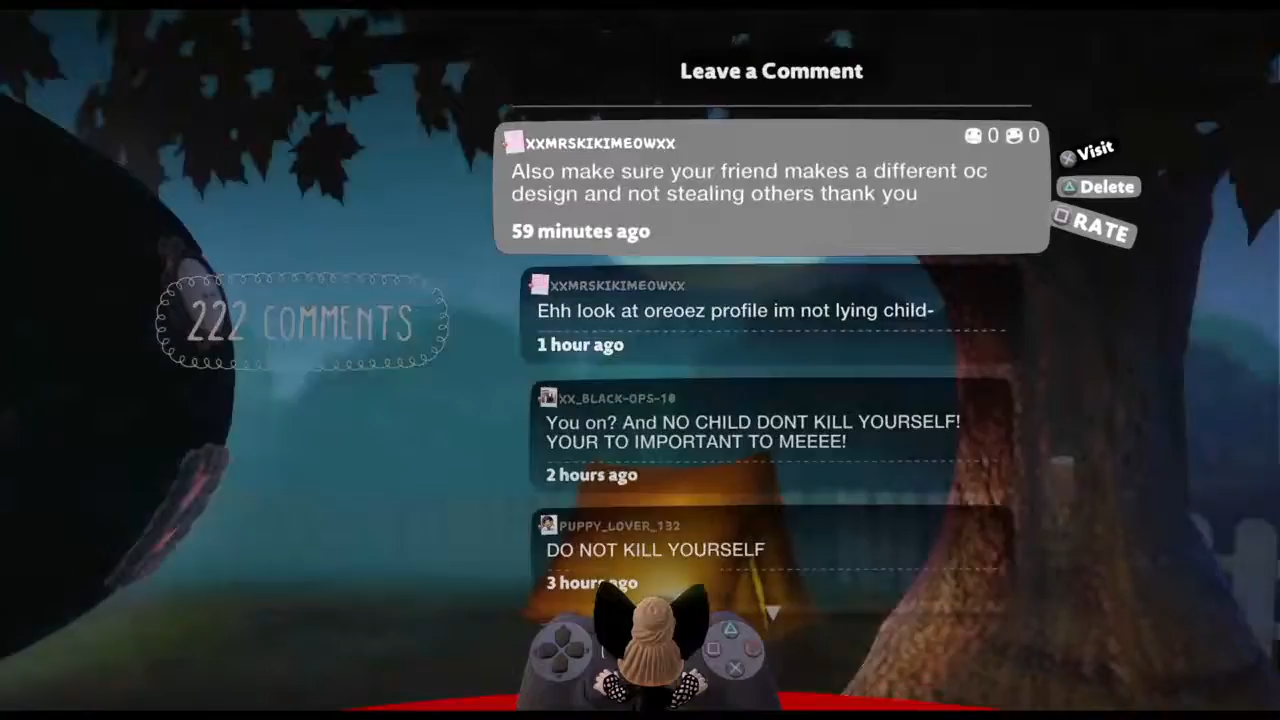 Leave a Comment
XXMRSKIKIMEOWXX
0 0
Also make sure your friend makes a different oc
design and not stealing others thank you
59 minutes ago
Visit
Delete
RATE
222 COMMENTS
XXMRSKIKIMEOWXX
Ehh look at oreoez profile im not lying child-
1 hour ago
XX_BLACK-OPS-10
You on? And NO CHILD DONT KILL YOURSELF!
YOUR TO IMPORTANT TO MEEEE!
2 hours ago
PUPPY_LOVER_132
DO NOT KILL YOURSELF
3 hours ago